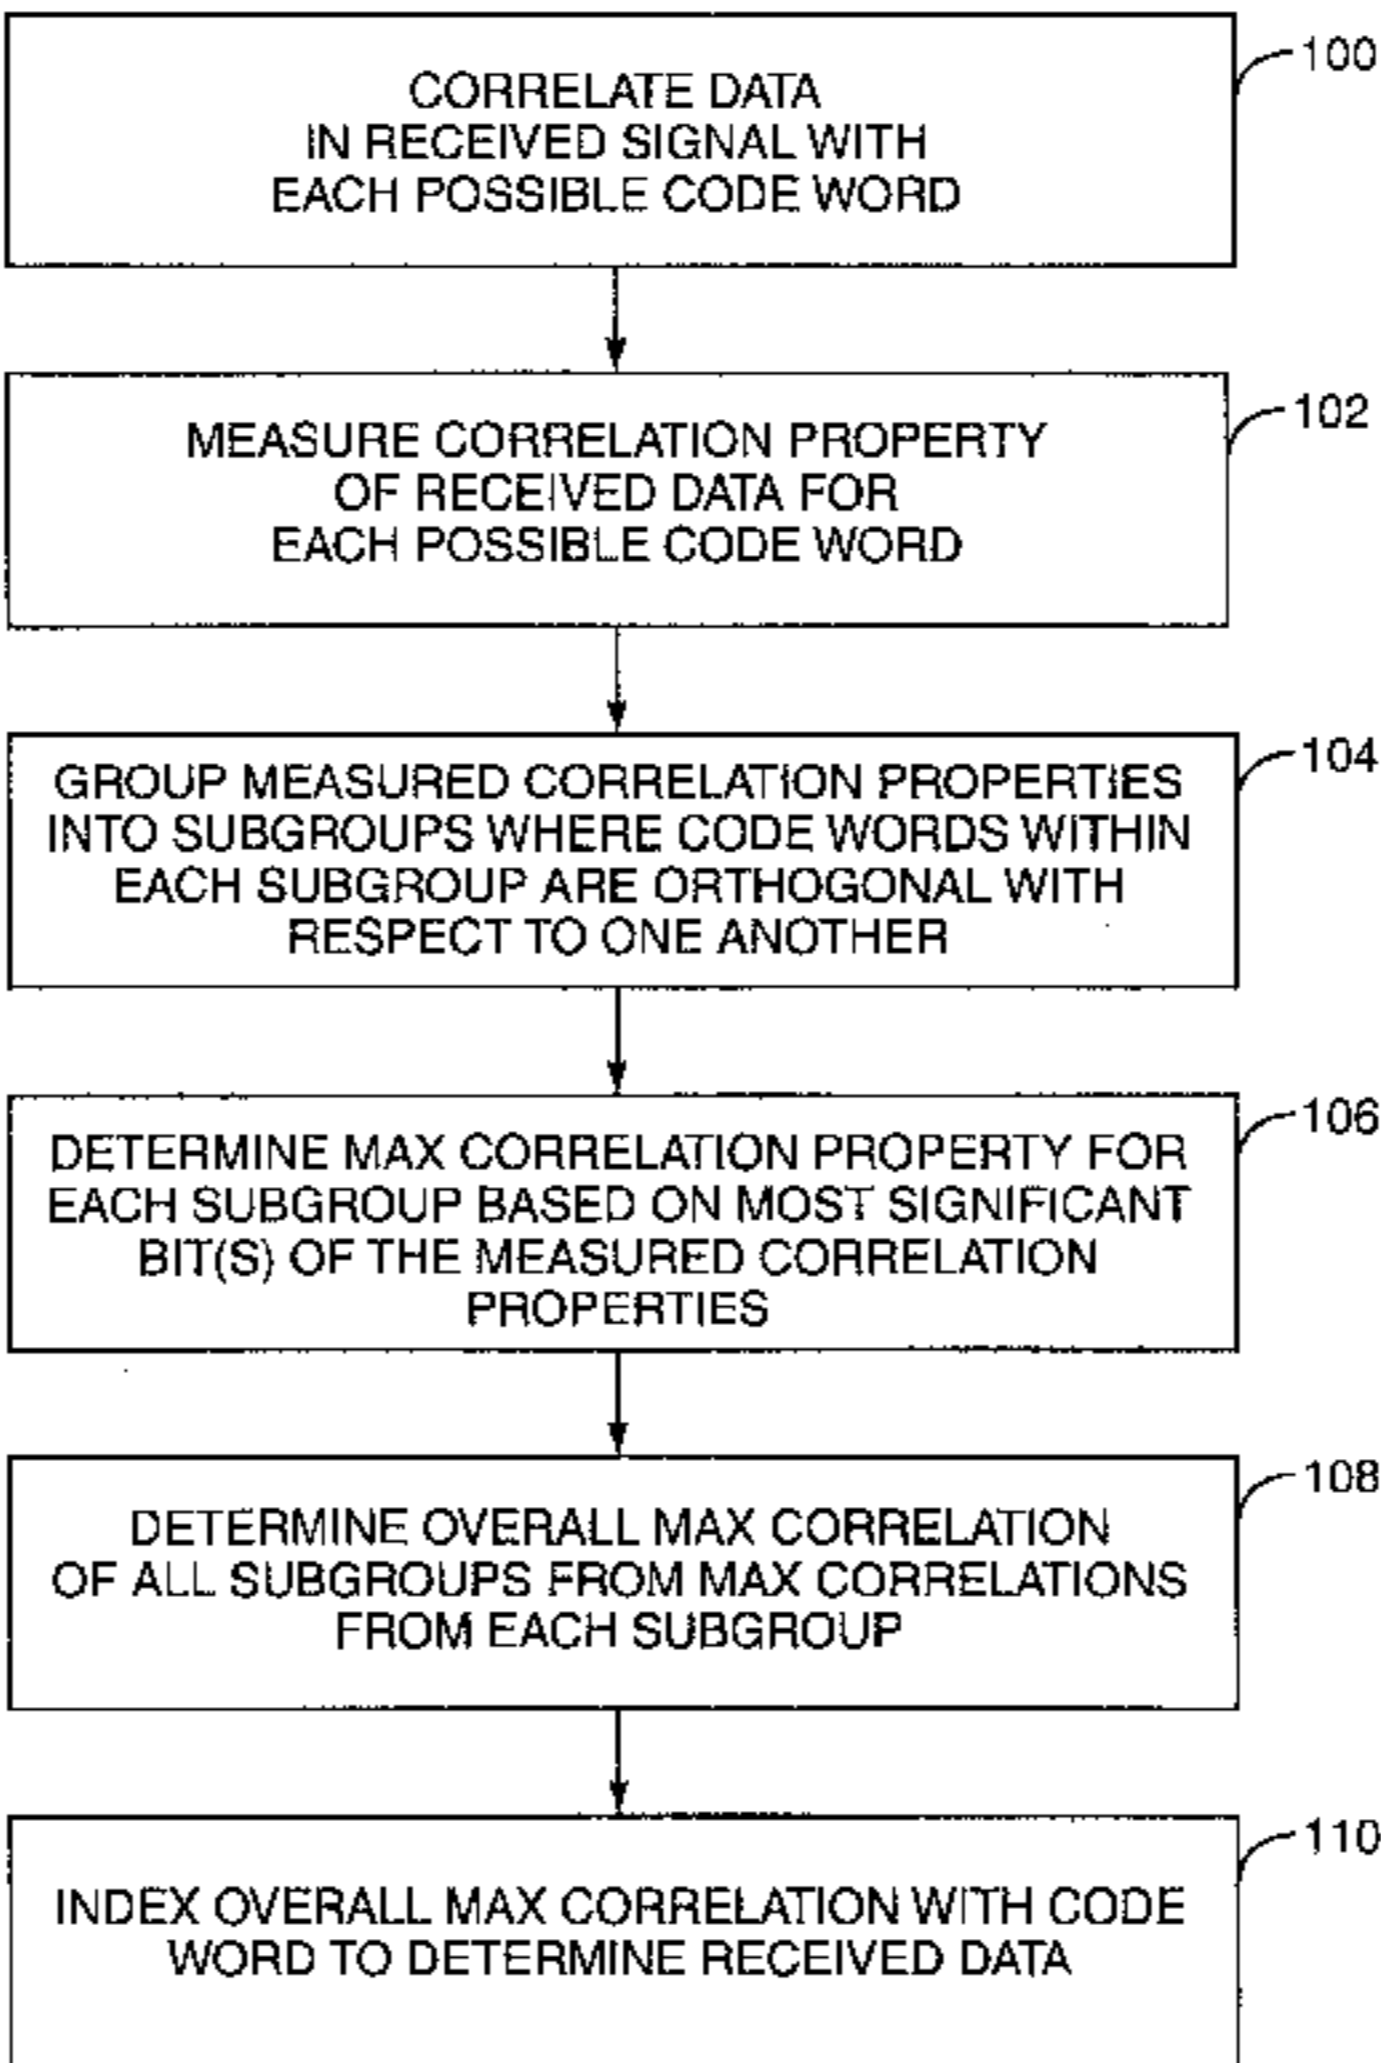 CORRELATE DATA
IN RECEIVED SIGNAL WITH
EACH POSSIBLE CODE WORD
100
MEASURE CORRELATION PROPERTY
OF RECEIVED DATA FOR
EACH POSSIBLE CODE WORD
102
GROUP MEASURED CORRELATION PROPERTIES
INTO SUBGROUPS WHERE CODE WORDS WITHIN
EACH SUBGROUP ARE ORTHOGONAL WITH
RESPECT TO ONE ANOTHER
104
DETERMINE MAX CORRELATION PROPERTY FOR
EACH SUBGROUP BASED ON MOST SIGNIFICANT
BIT(S) OF THE MEASURED CORRELATION
PROPERTIES
106
DETERMINE OVERALL MAX CORRELATION
OF ALL SUBGROUPS FROM MAX CORRELATIONS
FROM EACH SUBGROUP
108
INDEX OVERALL MAX CORRELATION WITH CODE
WORD TO DETERMINE RECEIVED DATA
110